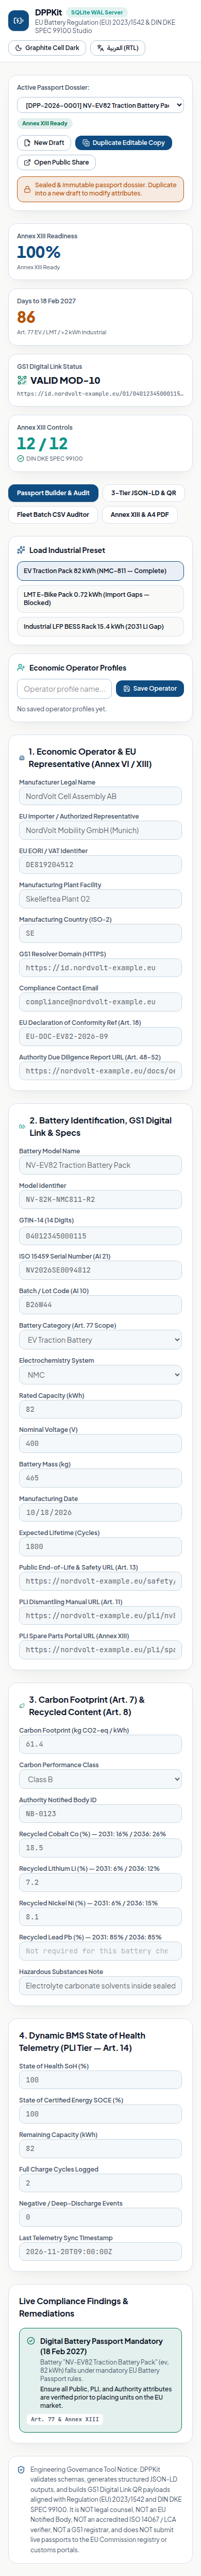 DPPKit SQLite WAL Server
EU Battery Regulation (EU) 2023/1542 & DIN DKE
SPEC 99100 Studio
Graphite Cell Dark
العربية (RTL)
Active Passport Dossier:
[DPP-2026-0001] NV-EV82 Traction Battery Pac
Annex XIII Ready
New Draft
Duplicate Editable Copy
Open Public Share
Sealed & Immutable passport dossier. Duplicate
into a new draft to modify attributes.
Annex XIII Readiness
100%
Annex XIII Ready
Days to 18 Feb 2027
86
Art. 77 EV / LMT / >2 kWh Industrial
GS1 Digital Link Status
VALID MOD-10
https://id.nordvolt-example.eu/01/04012345000115…
Annex XIII Controls
12 / 12
DIN DKE SPEC 99100
Passport Builder & Audit
3-Tier JSON-LD & QR
Fleet Batch CSV Auditor
Annex XIII & A4 PDF
Load Industrial Preset
EV Traction Pack 82 kWh (NMC-811 — Complete)
LMT E-Bike Pack 0.72 kWh (Import Gaps —
Blocked)
Industrial LFP BESS Rack 15.4 kWh (2031 Li Gap)
Economic Operator Profiles
Operator profile name...
Save Operator
No saved operator profiles yet.
1. Economic Operator & EU
Representative (Annex VI / XIII)
Manufacturer Legal Name
NordVolt Cell Assembly AB
EU Importer / Authorized Representative
NordVolt Mobility GmbH (Munich)
EU EORI / VAT Identifier
DE819204512
Manufacturing Plant Facility
Skelleftea Plant 02
Manufacturing Country (ISO-2)
SE
GS1 Resolver Domain (HTTPS)
https://id.nordvolt-example.eu
Compliance Contact Email
compliance@nordvolt-example.eu
EU Declaration of Conformity Ref (Art. 18)
EU-DOC-EV82-2026-09
Authority Due Diligence Report URL (Art. 48-52)
https://nordvolt-example.eu/docs/oe
2. Battery Identification, GS1 Digital
Link & Specs
Battery Model Name
NV-EV82 Traction Battery Pack
Model Identifier
NV-82K-NMC811-R2
GTIN-14 (14 Digits)
04012345000115
ISO 15459 Serial Number (AI 21)
NV2026SE0094812
Batch / Lot Code (AI 10)
B26W44
Battery Category (Art. 77 Scope)
EV Traction Battery
Electrochemistry System
NMC
Rated Capacity (kWh)
82
Nominal Voltage (V)
400
Battery Mass (kg)
465
Manufacturing Date
10/18/2026
Expected Lifetime (Cycles)
1800
Public End-of-Life & Safety URL (Art. 13)
https://nordvolt-example.eu/safety/
PLI Dismantling Manual URL (Art. 11)
https://nordvolt-example.eu/pli/nv8
PLI Spare Parts Portal URL (Annex XIII)
https://nordvolt-example.eu/pli/spa
3. Carbon Footprint (Art. 7) &
Recycled Content (Art. 8)
Carbon Footprint (kg CO2-eq / kWh)
61.4
Carbon Performance Class
Class B
Authority Notified Body ID
NB-0123
Recycled Cobalt Co (%) — 2031: 16% / 2036: 26%
18.5
Recycled Lithium Li (%) — 2031: 6% / 2036: 12%
7.2
Recycled Nickel Ni (%) — 2031: 6% / 2036: 15%
8.1
Recycled Lead Pb (%) — 2031: 85% / 2036: 85%
Not required for this battery che
Hazardous Substances Note
Electrolyte carbonate solvents inside sealed
4. Dynamic BMS State of Health
Telemetry (PLI Tier — Art. 14)
State of Health SoH (%)
100
State of Certified Energy SOCE (%)
100
Remaining Capacity (kWh)
82
Full Charge Cycles Logged
2
Negative / Deep-Discharge Events
0
Last Telemetry Sync Timestamp
2026-11-20T09:00:00Z
Live Compliance Findings &
Remediations
Digital Battery Passport Mandatory
(18 Feb 2027)
Battery "NV-EV82 Traction Battery Pack" (ev,
82 kWh) falls under mandatory EU Battery
Passport rules.
Ensure all Public, PLI, and Authority attributes
are verified prior to placing units on the EU
market.
Art. 77 & Annex XIII
Engineering Governance Tool Notice: DPPKit
validates schemas, generates structured JSON-LD
outputs, and builds GS1 Digital Link QR payloads
aligned with Regulation (EU) 2023/1542 and DIN DKE
SPEC 99100. It is NOT legal counsel, NOT an EU
Notified Body, NOT an accredited ISO 14067 / LCA
verifier, NOT a GS1 registrar, and does NOT submit
live passports to the EU Commission registry or
customs portals.